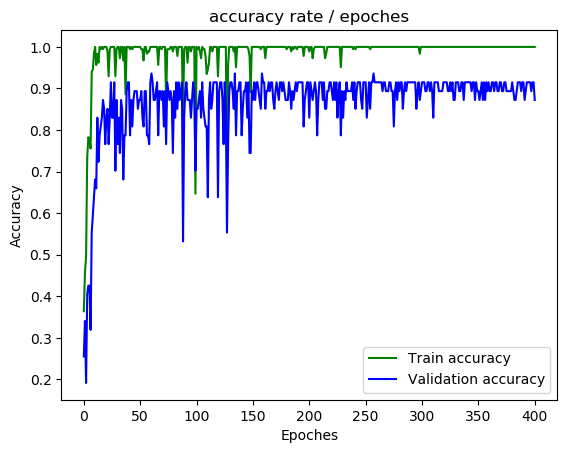 accuracy rate / epoches
1.0
0.9
0.8
0.7
0.6
0.5
0.4
0.3
0.2
Accuracy
Train accuracy
Validation accuracy
0 50 100 150 200 250 300 350 400
Epoches